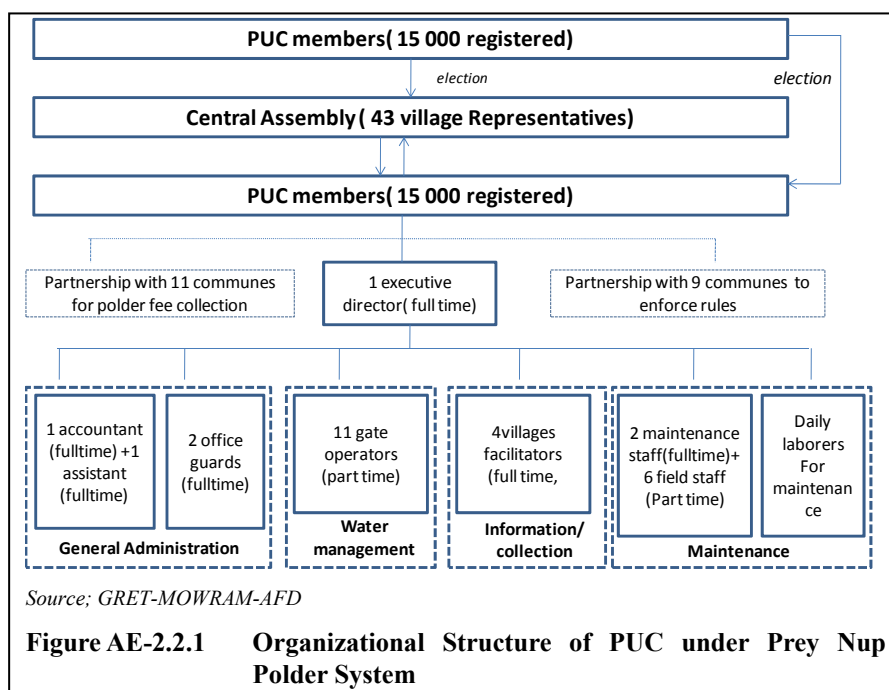 PUC members( 15 000 registered)
election
election
Central Assembly ( 43 village Representatives)
PUC members( 15 000 registered)
Partnership with 11 communes
for polder fee collection
1 executive
director( full time)
Partnership with 9 communes to
enforce rules
1 accountant
(fulltime) +1
assistant
(fulltime)
2 office
guards
(fulltime)
General Administration
11 gate
operators
(part time)
Water
management
4villages
facilitators
(full time,
Information/
collection
2 maintenance
staff(fulltime)+
6 field staff
(Part time)
Daily
laborers
For
maintenan
ce
Maintenance
Source; GRET-MOWRAM-AFD
Figure AE-2.2.1 Organizational Structure of PUC under Prey Nup
Polder System